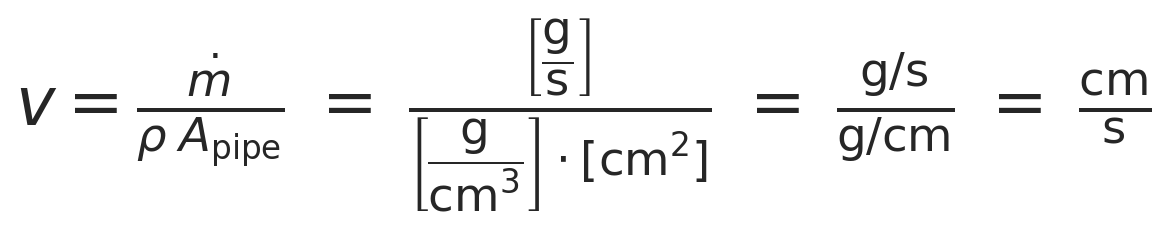 v = ṁ / (ρ A_pipe) = [g/s] / ([g/cm³] · [cm²]) = (g/s) / (g/cm) = cm/s